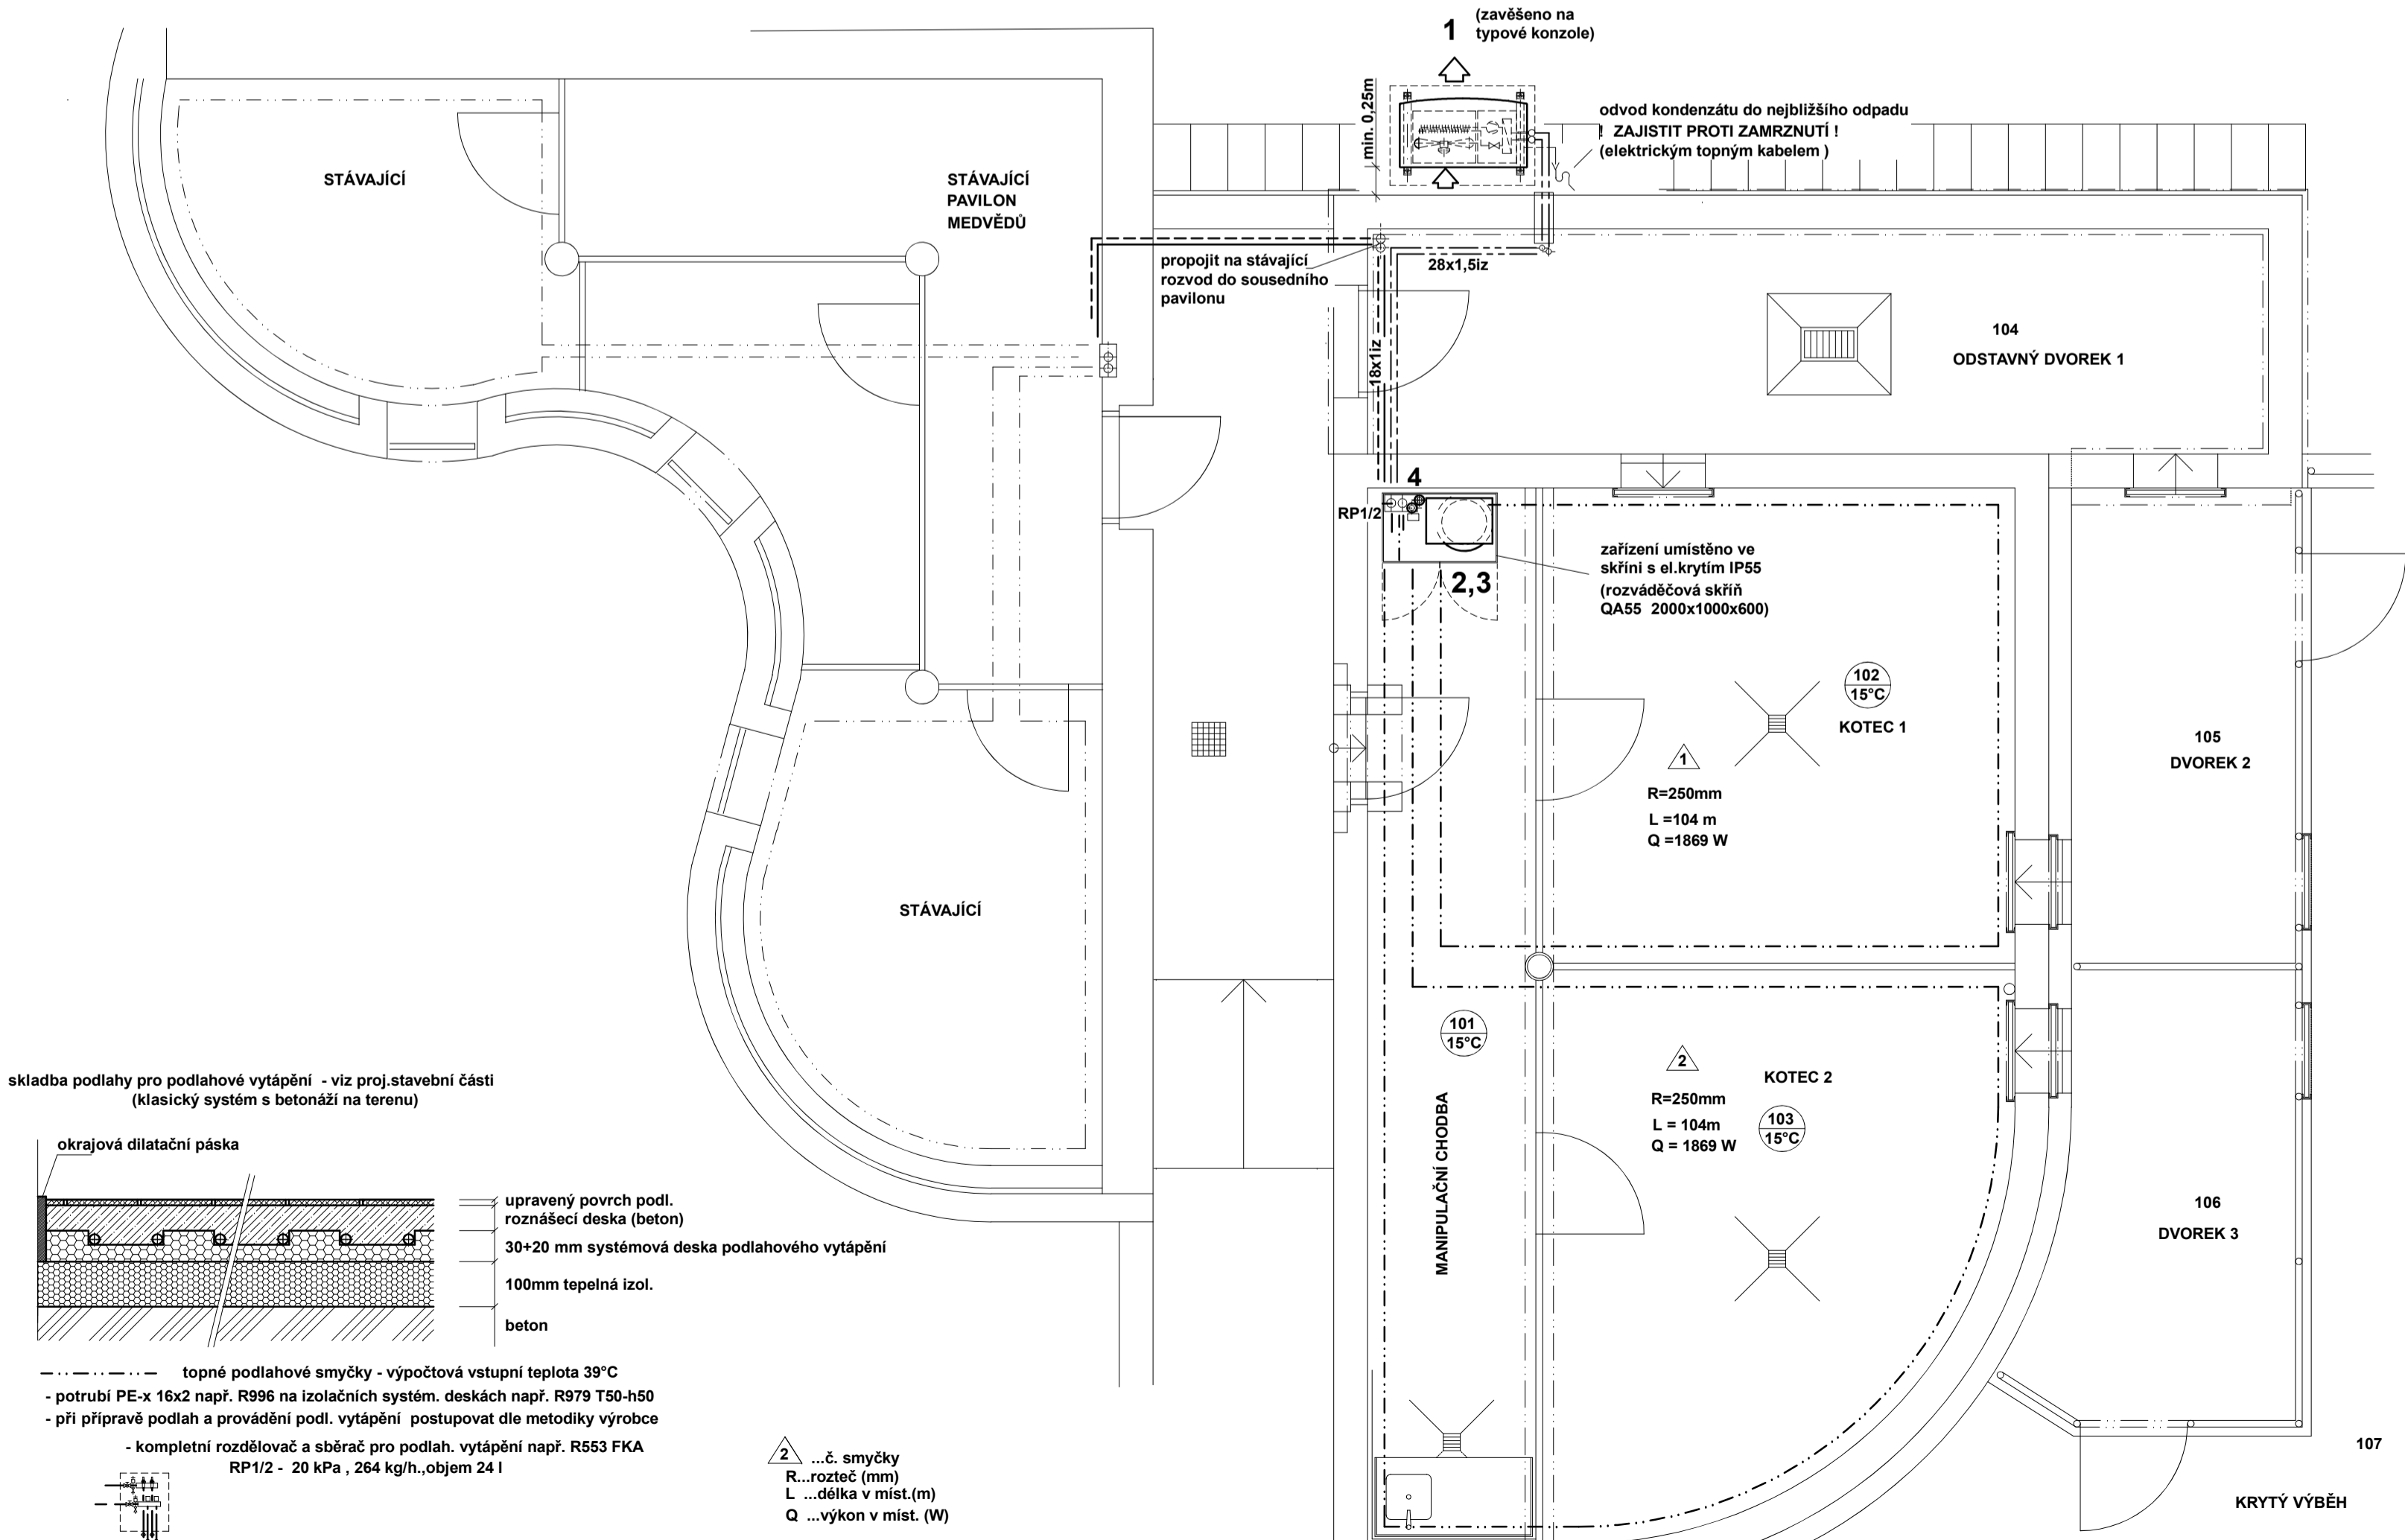 1
(zavěšeno na
typové konzole)
min. 0,25m
odvod kondenzátu do nejbližšího odpadu
! ZAJISTIT PROTI ZAMRZNUTÍ !
(elektrickým topným kabelem )
STÁVAJÍCÍ
STÁVAJÍCÍ
PAVILON
MEDVĚDŮ
propojit na stávající
rozvod do sousedního
pavilonu
28x1,5iz
18x1iz
104
ODSTAVNÝ DVOREK 1
4
RP1/2
2,3
zařízení umístěno ve
skříni s el.krytím IP55
(rozváděčová skříň
QA55 2000x1000x600)
102
15°C
KOTEC 1
1
R=250mm
L =104 m
Q =1869 W
105
DVOREK 2
STÁVAJÍCÍ
101
15°C
MANIPULAČNÍ CHODBA
2
R=250mm
L = 104m
Q = 1869 W
KOTEC 2
103
15°C
106
DVOREK 3
107
KRYTÝ VÝBĚH
skladba podlahy pro podlahové vytápění - viz proj.stavební části
(klasický systém s betonáží na terenu)
okrajová dilatační páska
upravený povrch podl.
roznášecí deska (beton)
30+20 mm systémová deska podlahového vytápění
100mm tepelná izol.
beton
topné podlahové smyčky - výpočtová vstupní teplota 39°C
- potrubí PE-x 16x2 např. R996 na izolačních systém. deskách např. R979 T50-h50
- při přípravě podlah a provádění podl. vytápění postupovat dle metodiky výrobce
- kompletní rozdělovač a sběrač pro podlah. vytápění např. R553 FKA
RP1/2 - 20 kPa , 264 kg/h.,objem 24 l
2 ...č. smyčky
R...rozteč (mm)
L ...délka v míst.(m)
Q ...výkon v míst. (W)